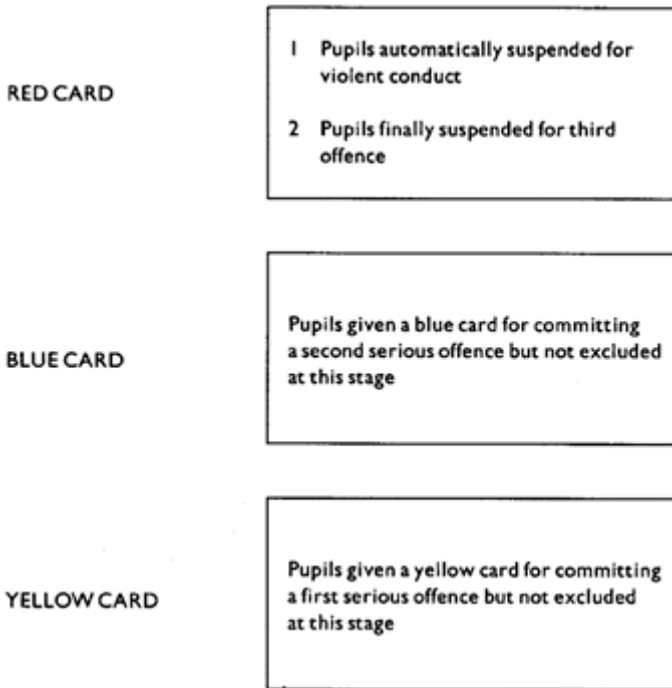 RED CARD
1 Pupils automatically suspended for
violent conduct
2 Pupils finally suspended for third
offence
BLUE CARD
Pupils given a blue card for committing
a second serious offence but not excluded
at this stage
YELLOW CARD
Pupils given a yellow card for committing
a first serious offence but not excluded
at this stage